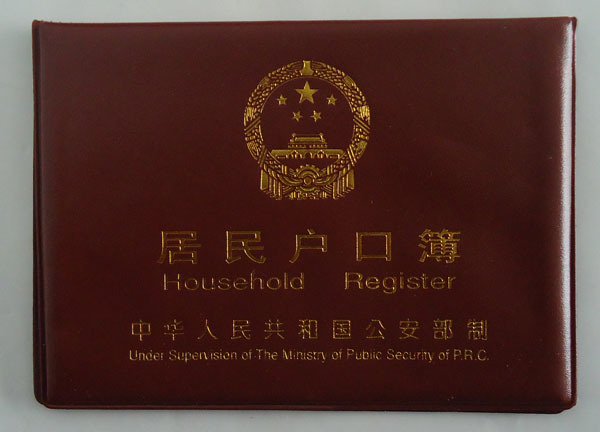 居民户口簿
Household Register
中华人民共和国公安部制
Under Supervision of The Ministry of Public Security of P.R.C.